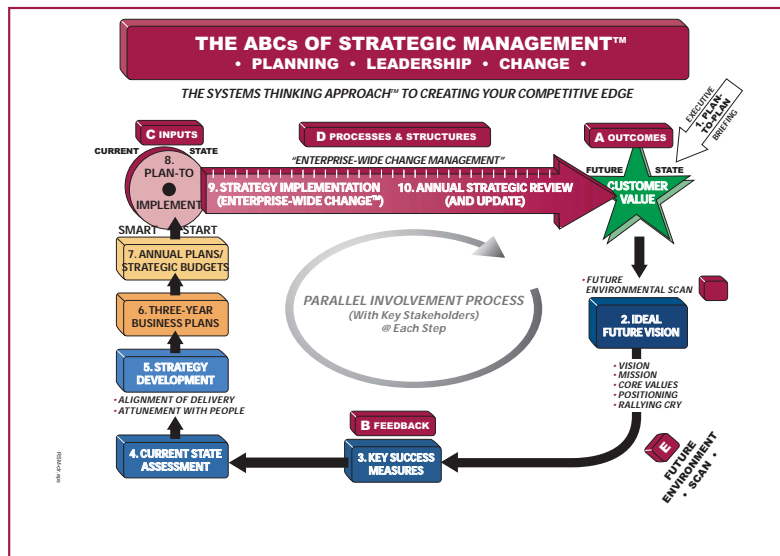 THE ABCs OF STRATEGIC MANAGEMENT™
• PLANNING • LEADERSHIP • CHANGE •
THE SYSTEMS THINKING APPROACH™ TO CREATING YOUR COMPETITIVE EDGE
EXECUTIVE
1. PLAN-
TO-PLAN
BRIEFING
C INPUTS
D PROCESSES & STRUCTURES
A OUTCOMES
CURRENT STATE
"ENTERPRISE-WIDE CHANGE MANAGEMENT"
FUTURE STATE
8.
PLAN-TO
IMPLEMENT
9. STRATEGY IMPLEMENTATION
(ENTERPRISE-WIDE CHANGE™)
10. ANNUAL STRATEGIC REVIEW
(AND UPDATE)
CUSTOMER
VALUE
SMART START
7. ANNUAL PLANS/
STRATEGIC BUDGETS
• FUTURE
ENVIRONMENTAL SCAN
6. THREE-YEAR
BUSINESS PLANS
PARALLEL INVOLVEMENT PROCESS
(With Key Stakeholders)
@ Each Step
2. IDEAL
FUTURE VISION
5. STRATEGY
DEVELOPMENT
• VISION
• MISSION
• CORE VALUES
• POSITIONING
• RALLYING CRY
• ALIGNMENT OF DELIVERY
• ATTUNEMENT WITH PEOPLE
B FEEDBACK
4. CURRENT STATE
ASSESSMENT
3. KEY SUCCESS
MEASURES
E
FUTURE
ENVIRONMENT
• SCAN •